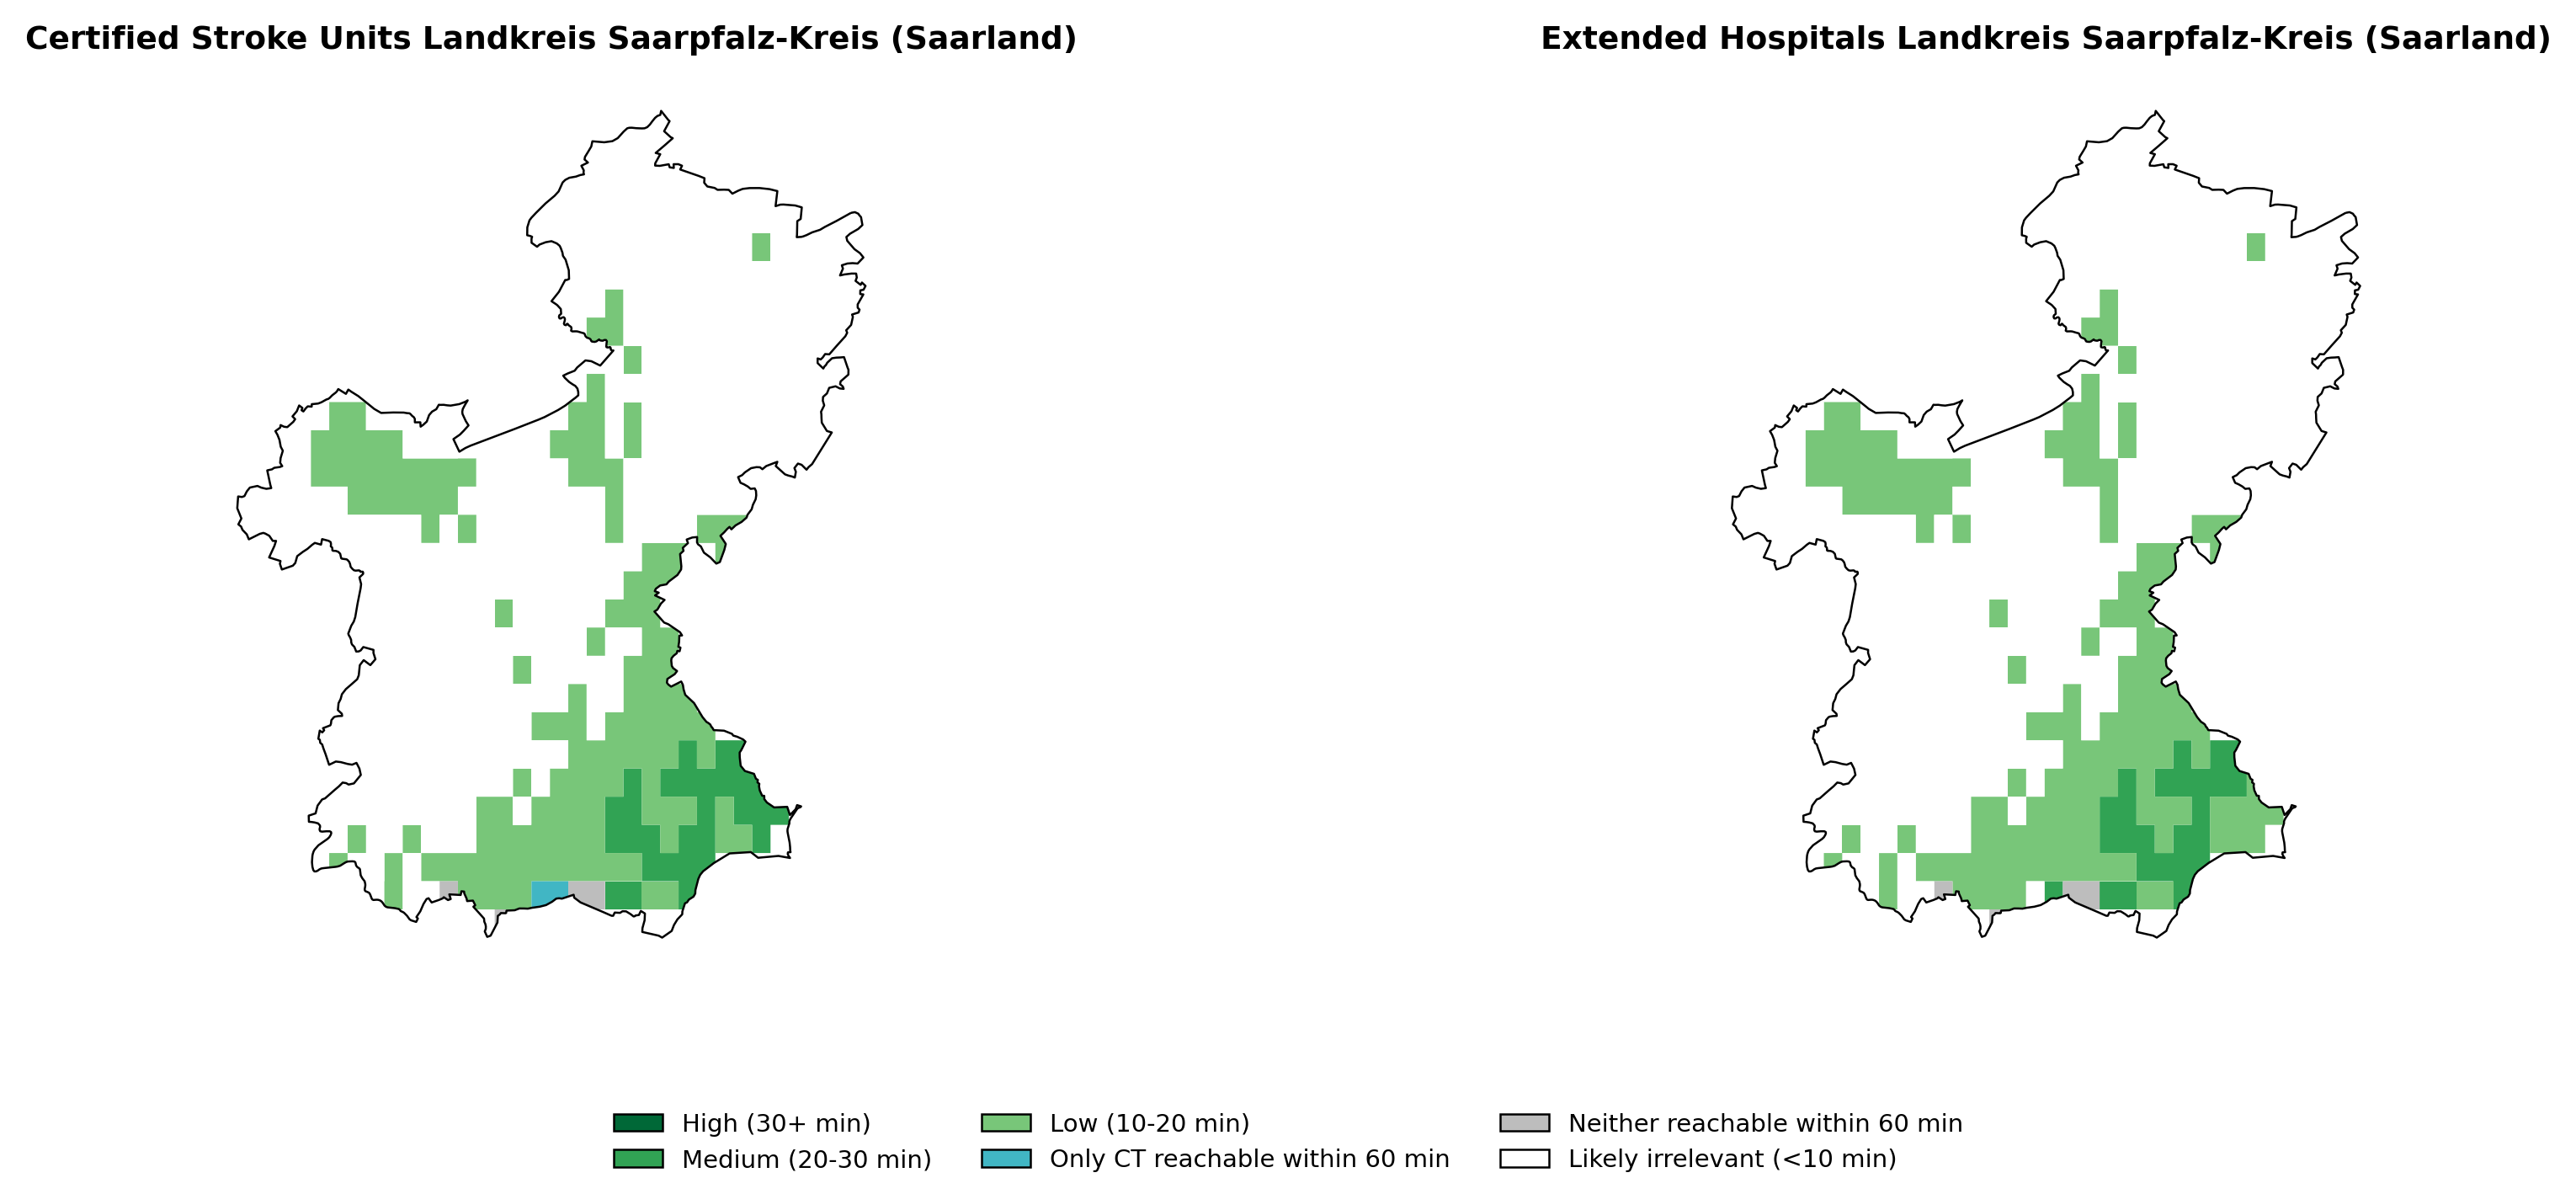 Certified Stroke Units Landkreis Saarpfalz-Kreis (Saarland)
Extended Hospitals Landkreis Saarpfalz-Kreis (Saarland)
High (30+ min)
Medium (20-30 min)
Low (10-20 min)
Only CT reachable within 60 min
Neither reachable within 60 min
Likely irrelevant (<10 min)